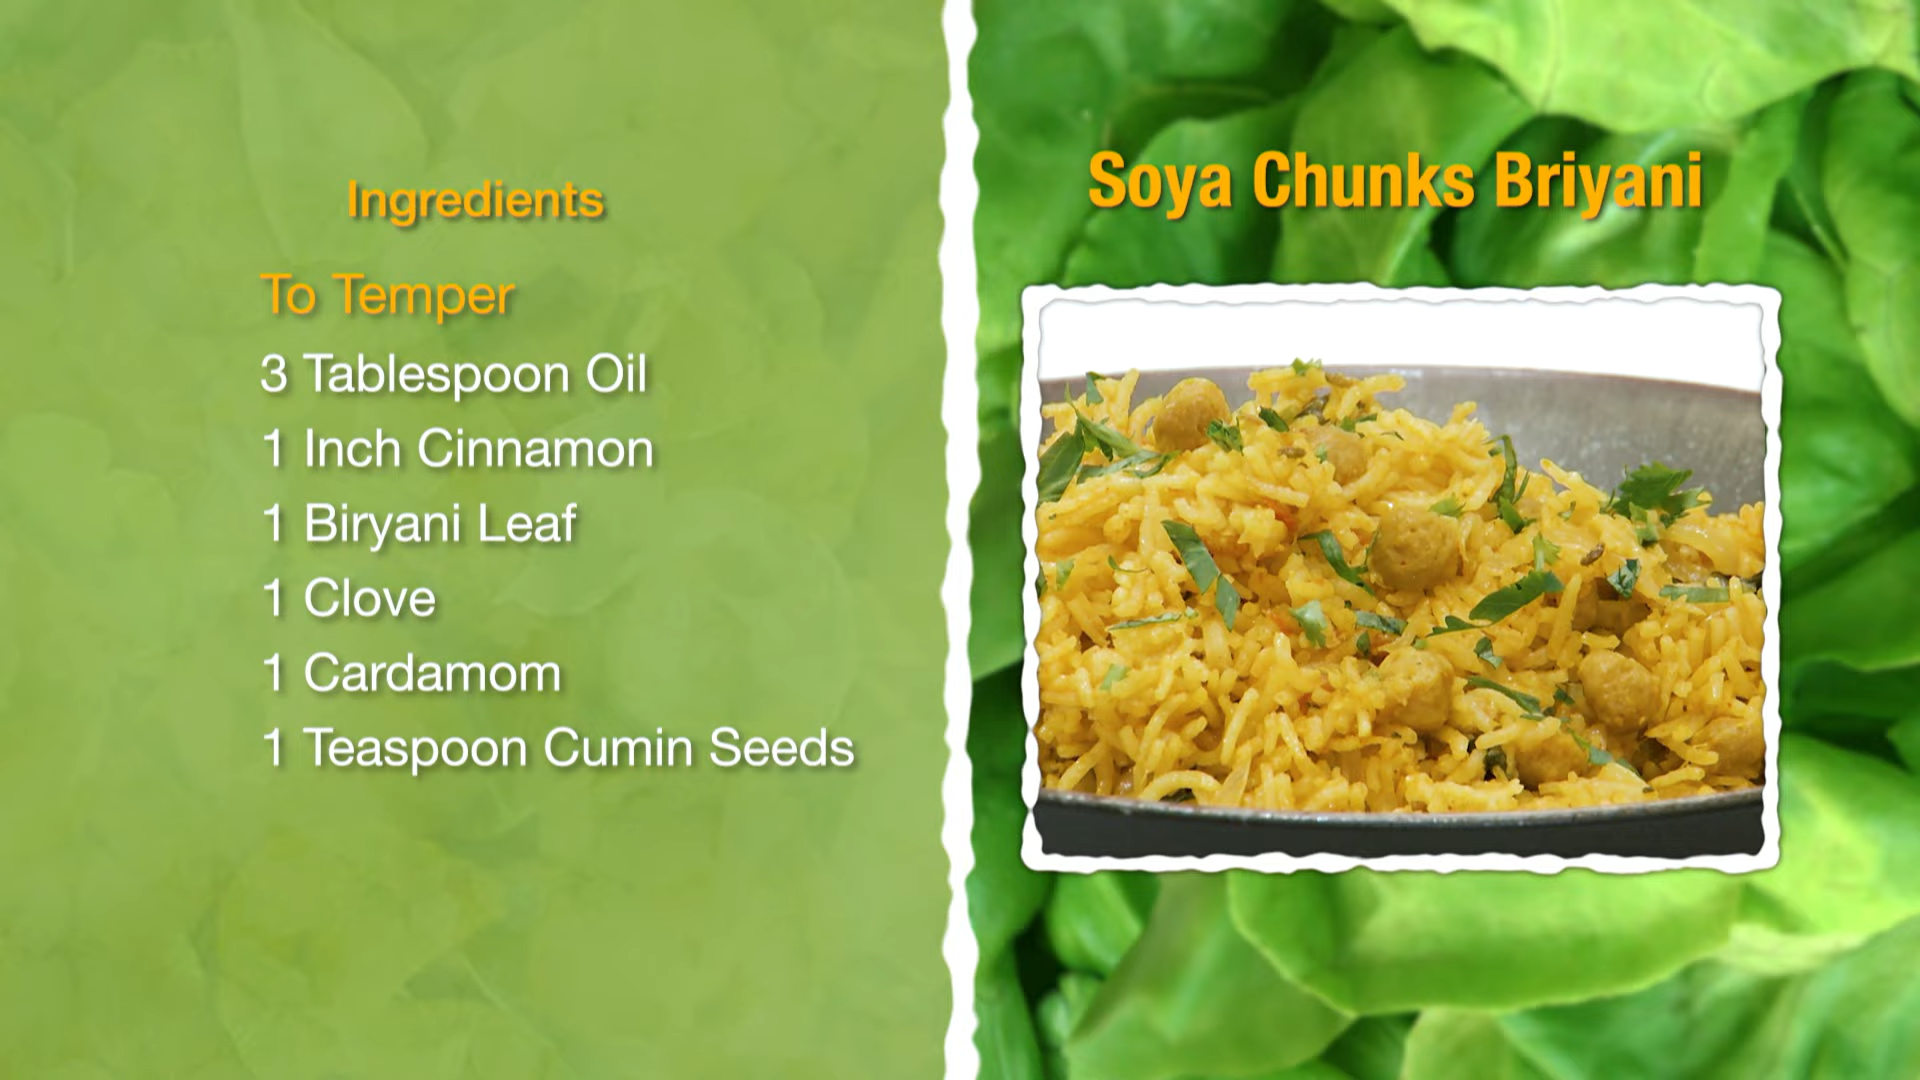 Ingredients
To Temper
3 Tablespoon Oil
1 Inch Cinnamon
1 Biryani Leaf
1 Clove
1 Cardamom
1 Teaspoon Cumin Seeds
Soya Chunks Briyani